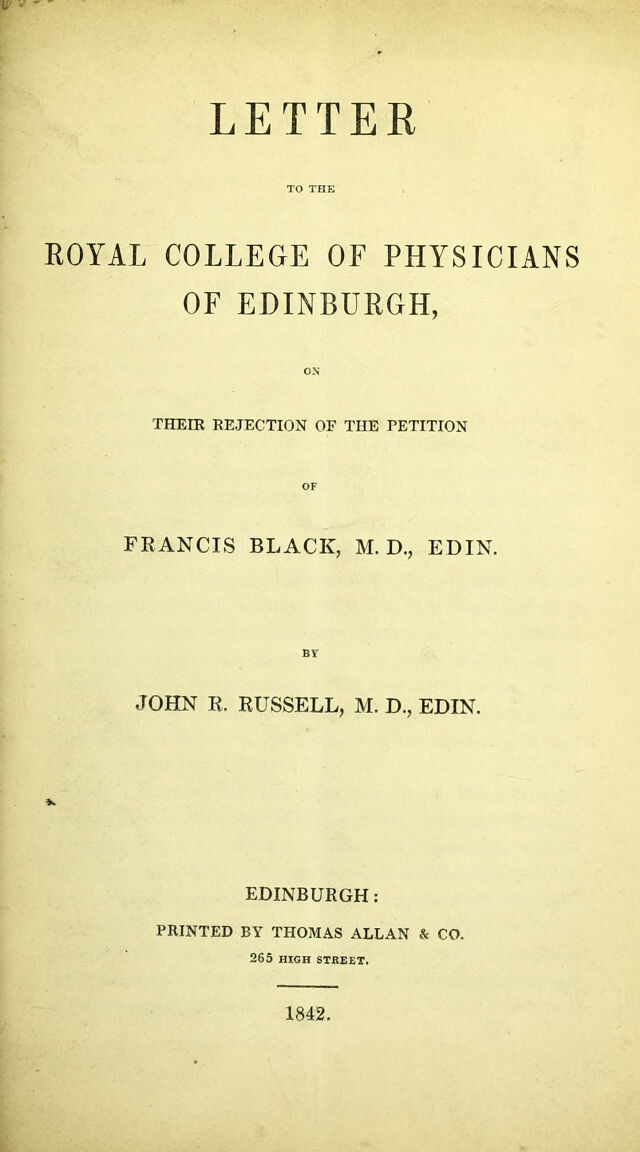 LETTER
TO THE
ROYAL COLLEGE OF PHYSICIANS
OF EDINBURGH,
ON
THEIR REJECTION OF THE PETITION
OF
FRANCIS BLACK, M. D., EDIN.
BY
JOHN R. RUSSELL, M. D., EDIN.
EDINBURGH:
PRINTED BY THOMAS ALLAN & CO.
265 HIGH STREET.
1842.